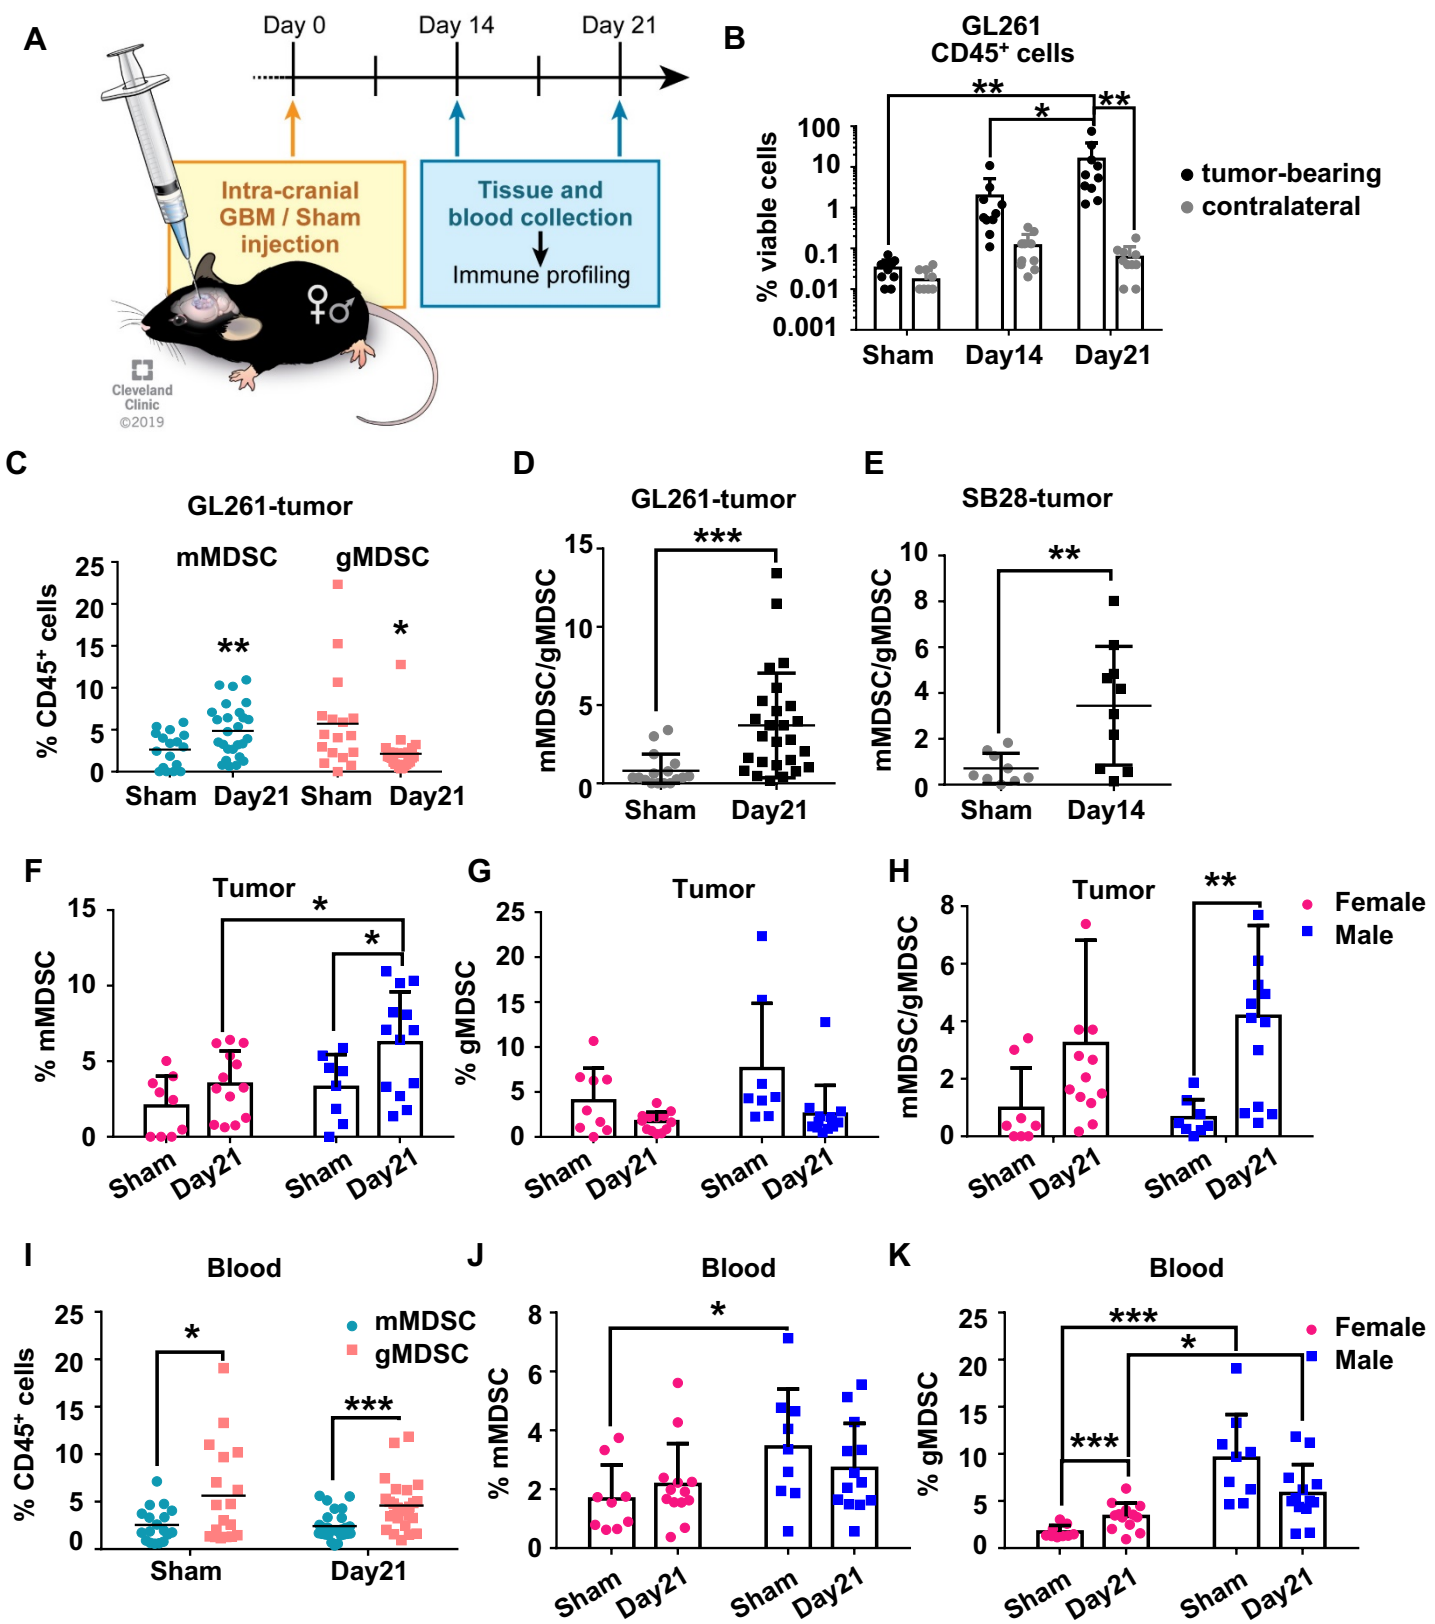 A
Day 0
Day 14
Day 21
Intra-cranial
GBM / Sham
injection
Tissue and
blood collection
Immune profiling
♀♂
Cleveland
Clinic
©2019
B
GL261
CD45+ cells
**
*
**
% viable cells
100
10
1
0.1
0.01
0.001
Sham
Day14
Day21
tumor-bearing
contralateral
C
GL261-tumor
mMDSC
gMDSC
% CD45+ cells
25
20
15
10
5
0
**
*
Sham
Day21
Sham
Day21
D
GL261-tumor
***
mMDSC/gMDSC
15
10
5
0
Sham
Day21
E
SB28-tumor
**
mMDSC/gMDSC
10
8
6
4
2
0
Sham
Day14
F
Tumor
*
*
% mMDSC
15
10
5
0
Sham
Day21
Sham
Day21
G
Tumor
% gMDSC
25
20
15
10
5
0
Sham
Day21
Sham
Day21
H
Tumor
**
mMDSC/gMDSC
8
6
4
2
0
Sham
Day21
Sham
Day21
Female
Male
I
Blood
mMDSC
gMDSC
*
***
% CD45+ cells
25
20
15
10
5
0
Sham
Day21
J
Blood
*
% mMDSC
8
6
4
2
0
Sham
Day21
Sham
Day21
K
Blood
***
*
***
% gMDSC
25
20
15
10
5
0
Sham
Day21
Sham
Day21
Female
Male